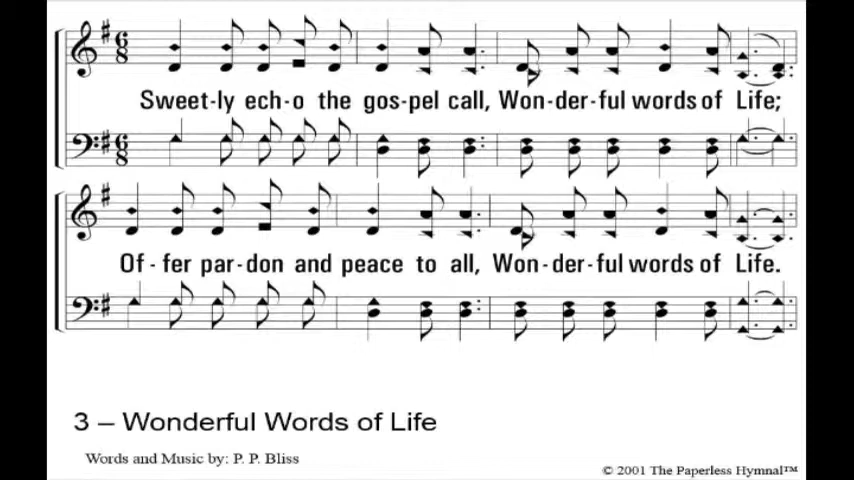 Sweet-ly ech-o the gos-pel call, Won-der-ful words of Life;
Of-fer par-don and peace to all, Won-der-ful words of Life.
3 – Wonderful Words of Life
Words and Music by: P. P. Bliss
© 2001 The Paperless Hymnal™